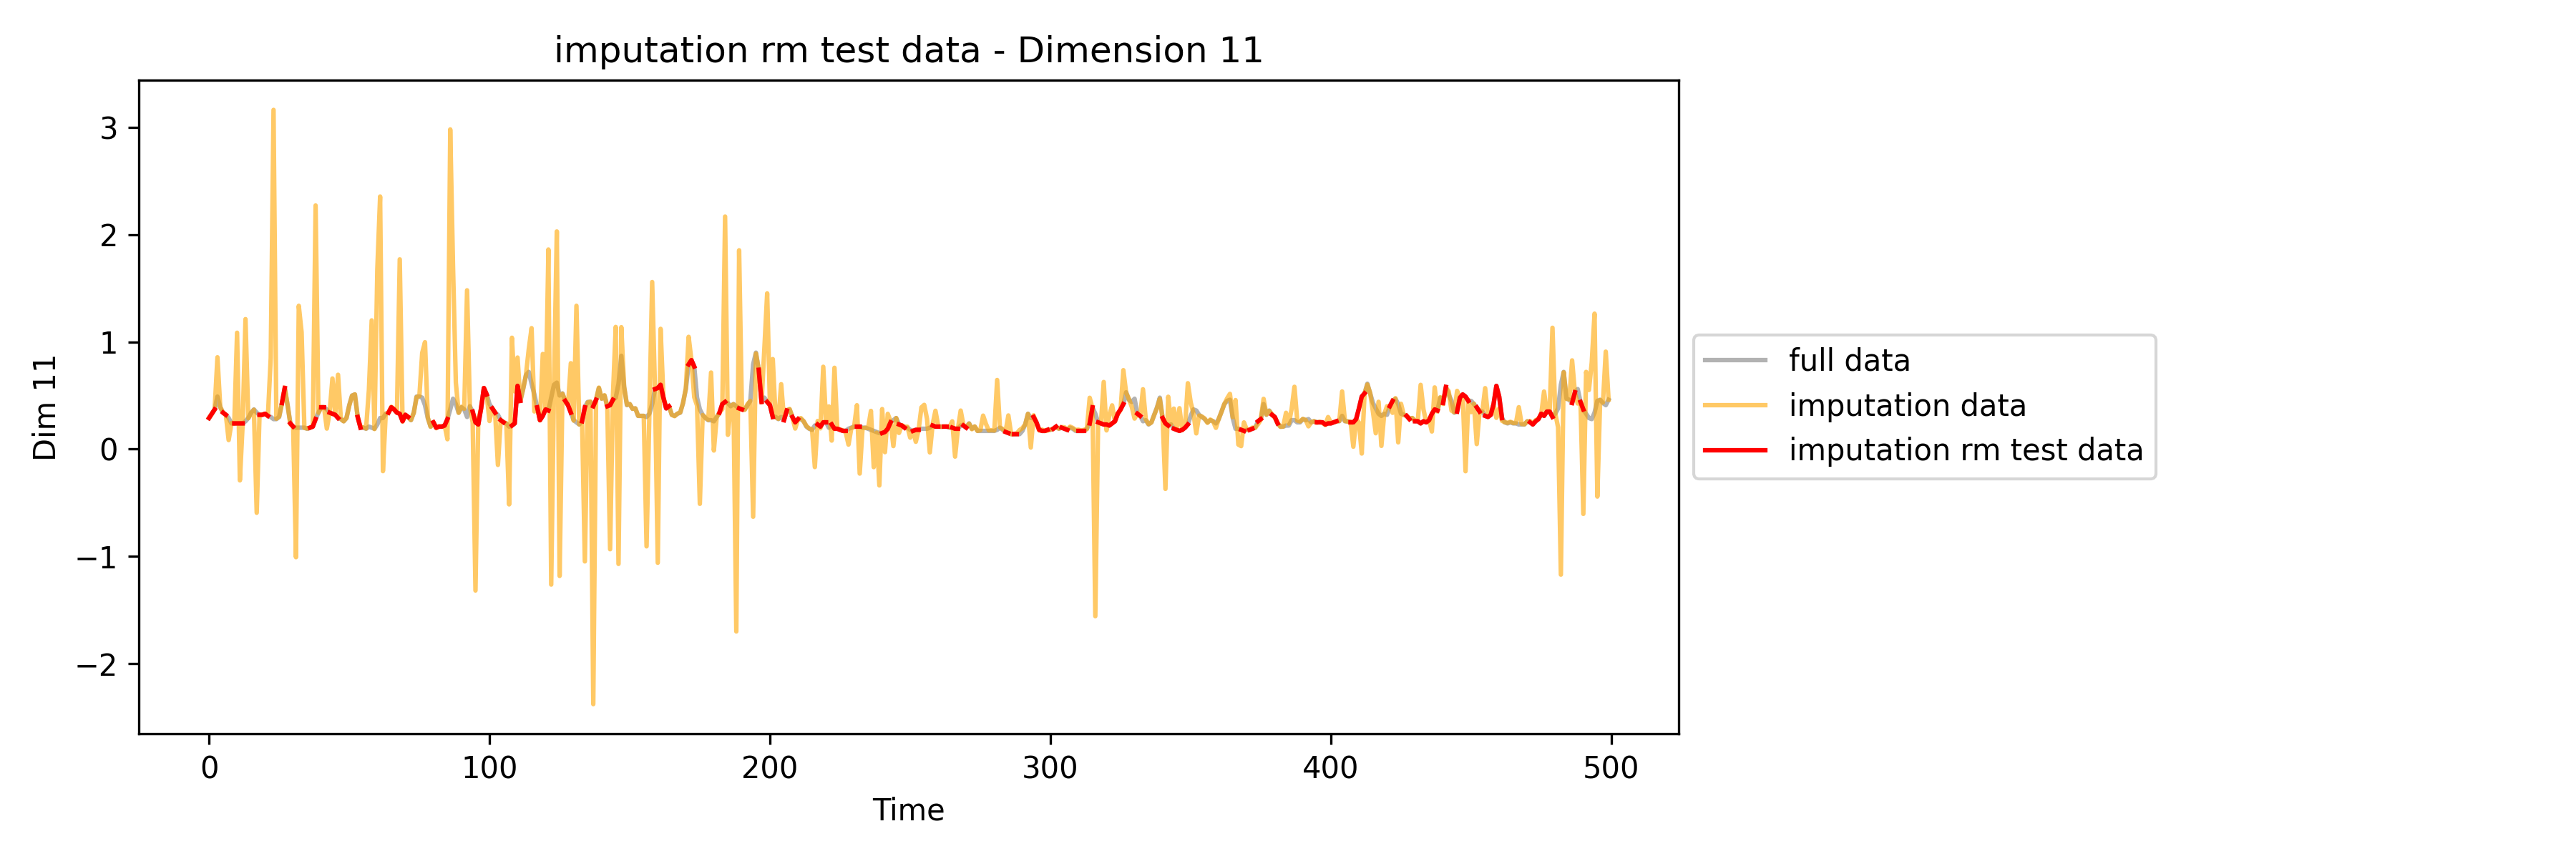 imputation rm test data - Dimension 11
3
2
1
0
−1
−2
Dim 11
0 100 200 300 400 500
Time
full data
imputation data
imputation rm test data